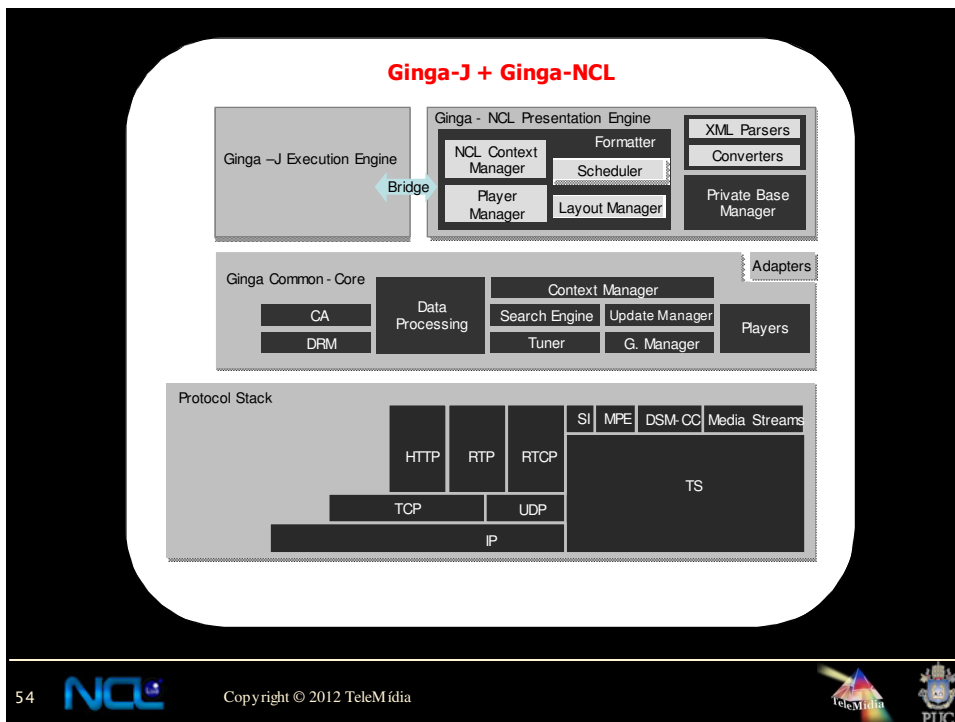 Ginga-J + Ginga-NCL
Ginga –J Execution Engine
Bridge
Ginga - NCL Presentation Engine
Formatter
NCL Context
Manager
Scheduler
Player
Manager
Layout Manager
XML Parsers
Converters
Private Base
Manager
Adapters
Ginga Common - Core
CA
DRM
Data
Processing
Context Manager
Search Engine
Update Manager
Tuner
G. Manager
Players
Protocol Stack
HTTP
RTP
RTCP
SI
MPE
DSM-CC
Media Streams
TS
TCP
UDP
IP
54
NCL
Copyright © 2012 TeleMídia
TeleMídia
PUC